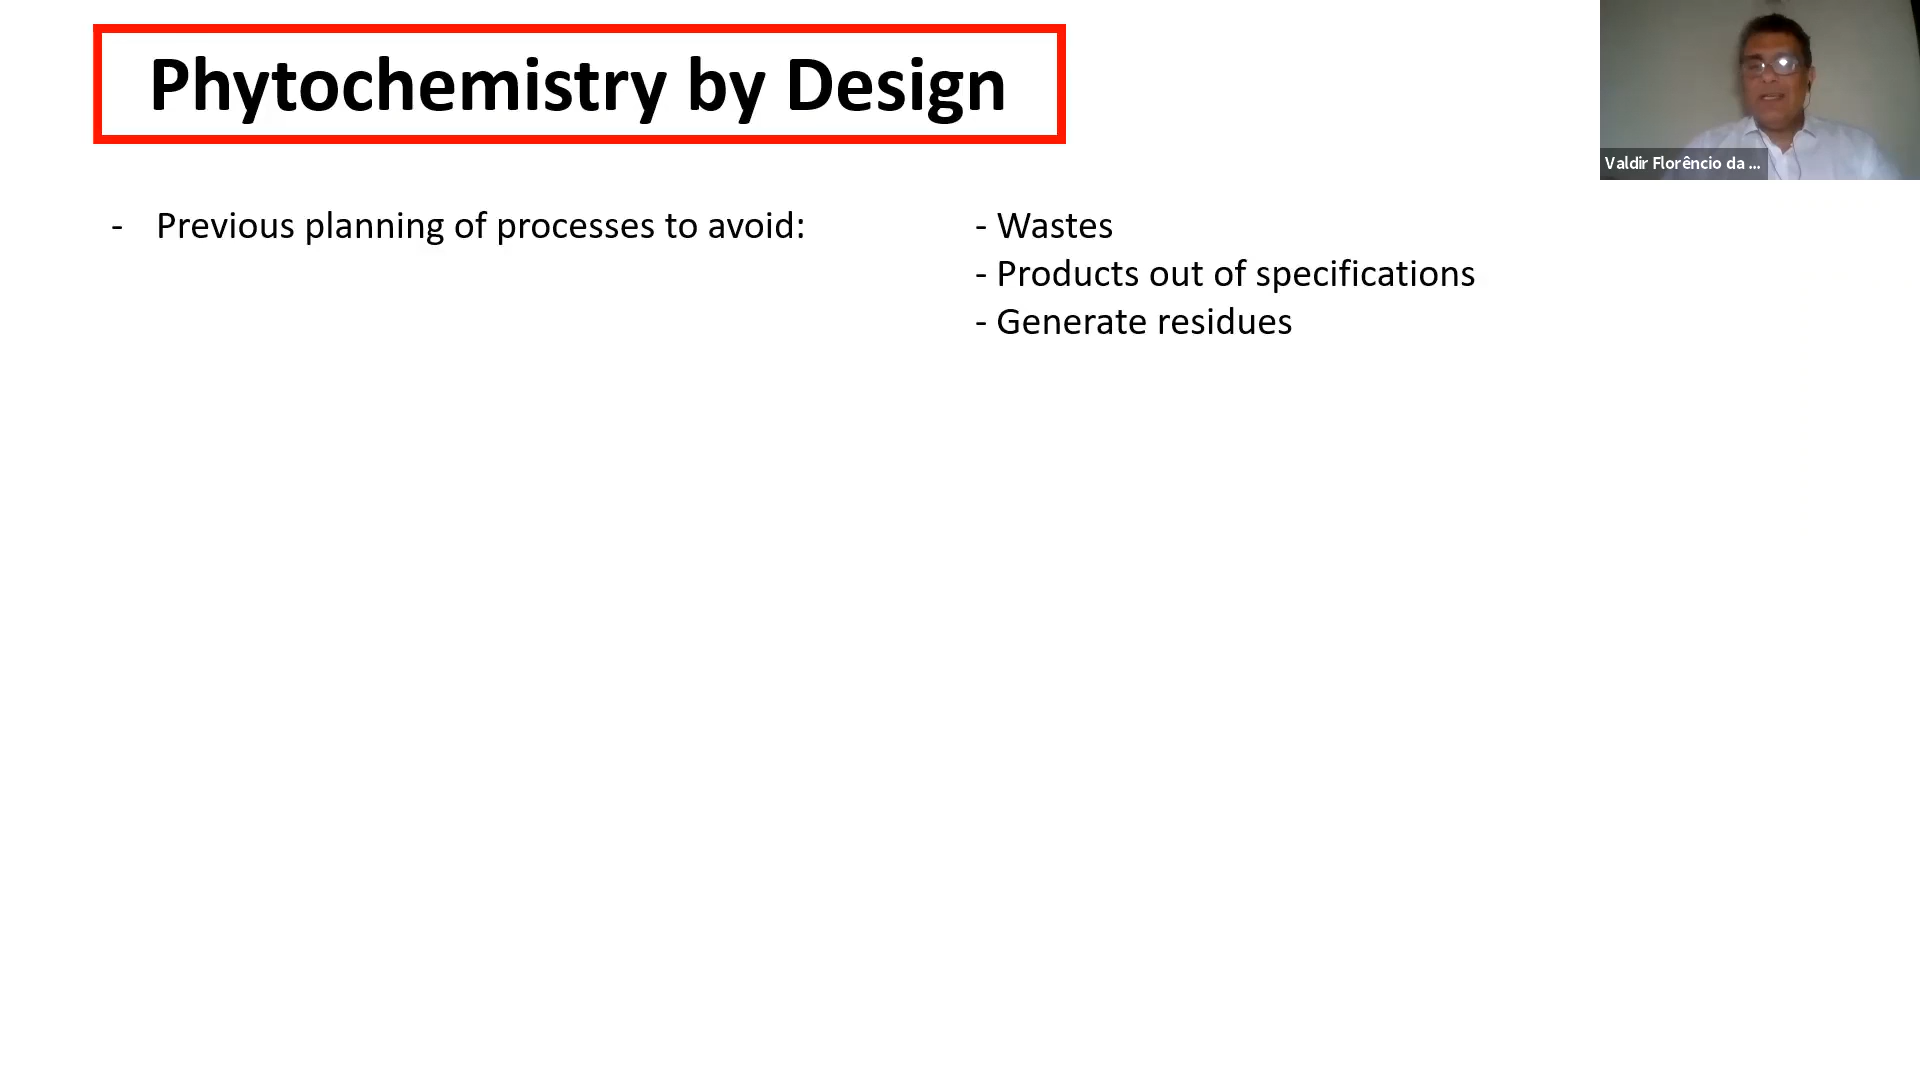 Phytochemistry by Design
Valdir Florêncio da ...
- Previous planning of processes to avoid:
- Wastes
- Products out of specifications
- Generate residues